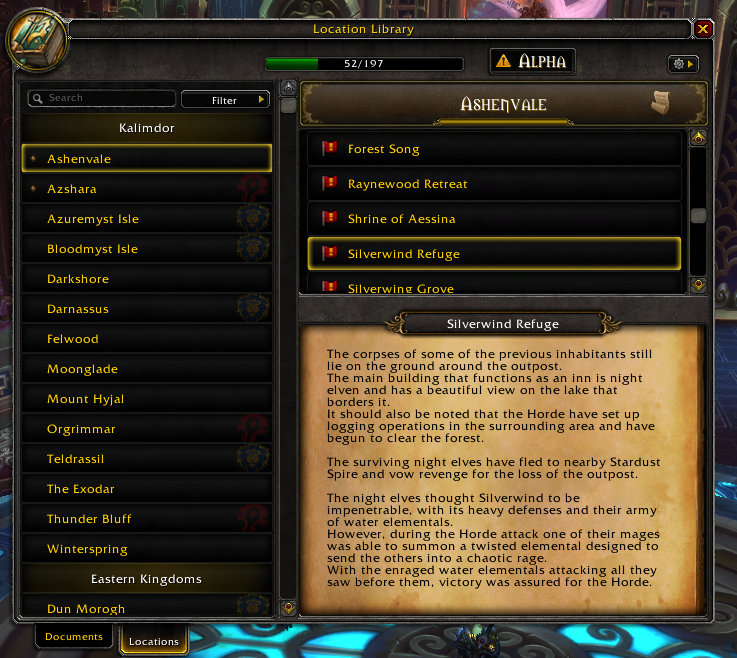 Location Library
52/197
Alpha
Search
Filter
Kalimdor
Ashenvale
Azshara
Azuremyst Isle
Bloodmyst Isle
Darkshore
Darnassus
Felwood
Moonglade
Mount Hyjal
Orgrimmar
Teldrassil
The Exodar
Thunder Bluff
Winterspring
Eastern Kingdoms
Dun Morogh
Ashenvale
Forest Song
Raynewood Retreat
Shrine of Aessina
Silverwind Refuge
Silverwing Grove
Silverwind Refuge
The corpses of some of the previous inhabitants still
lie on the ground around the outpost.
The main building that functions as an inn is night
elven and has a beautiful view on the lake that
borders it.
It should also be noted that the Horde have set up
logging operations in the surrounding area and have
begun to clear the forest.
The surviving night elves have fled to nearby Stardust
Spire and vow revenge for the loss of the outpost.
The night elves thought Silverwind to be
impenetrable, with its heavy defenses and their army
of water elementals.
However, during the Horde attack one of their mages
was able to summon a twisted elemental designed to
send the others into a chaotic rage.
With the enraged water elementals attacking all they
saw before them, victory was assured for the Horde.
Documents
Locations